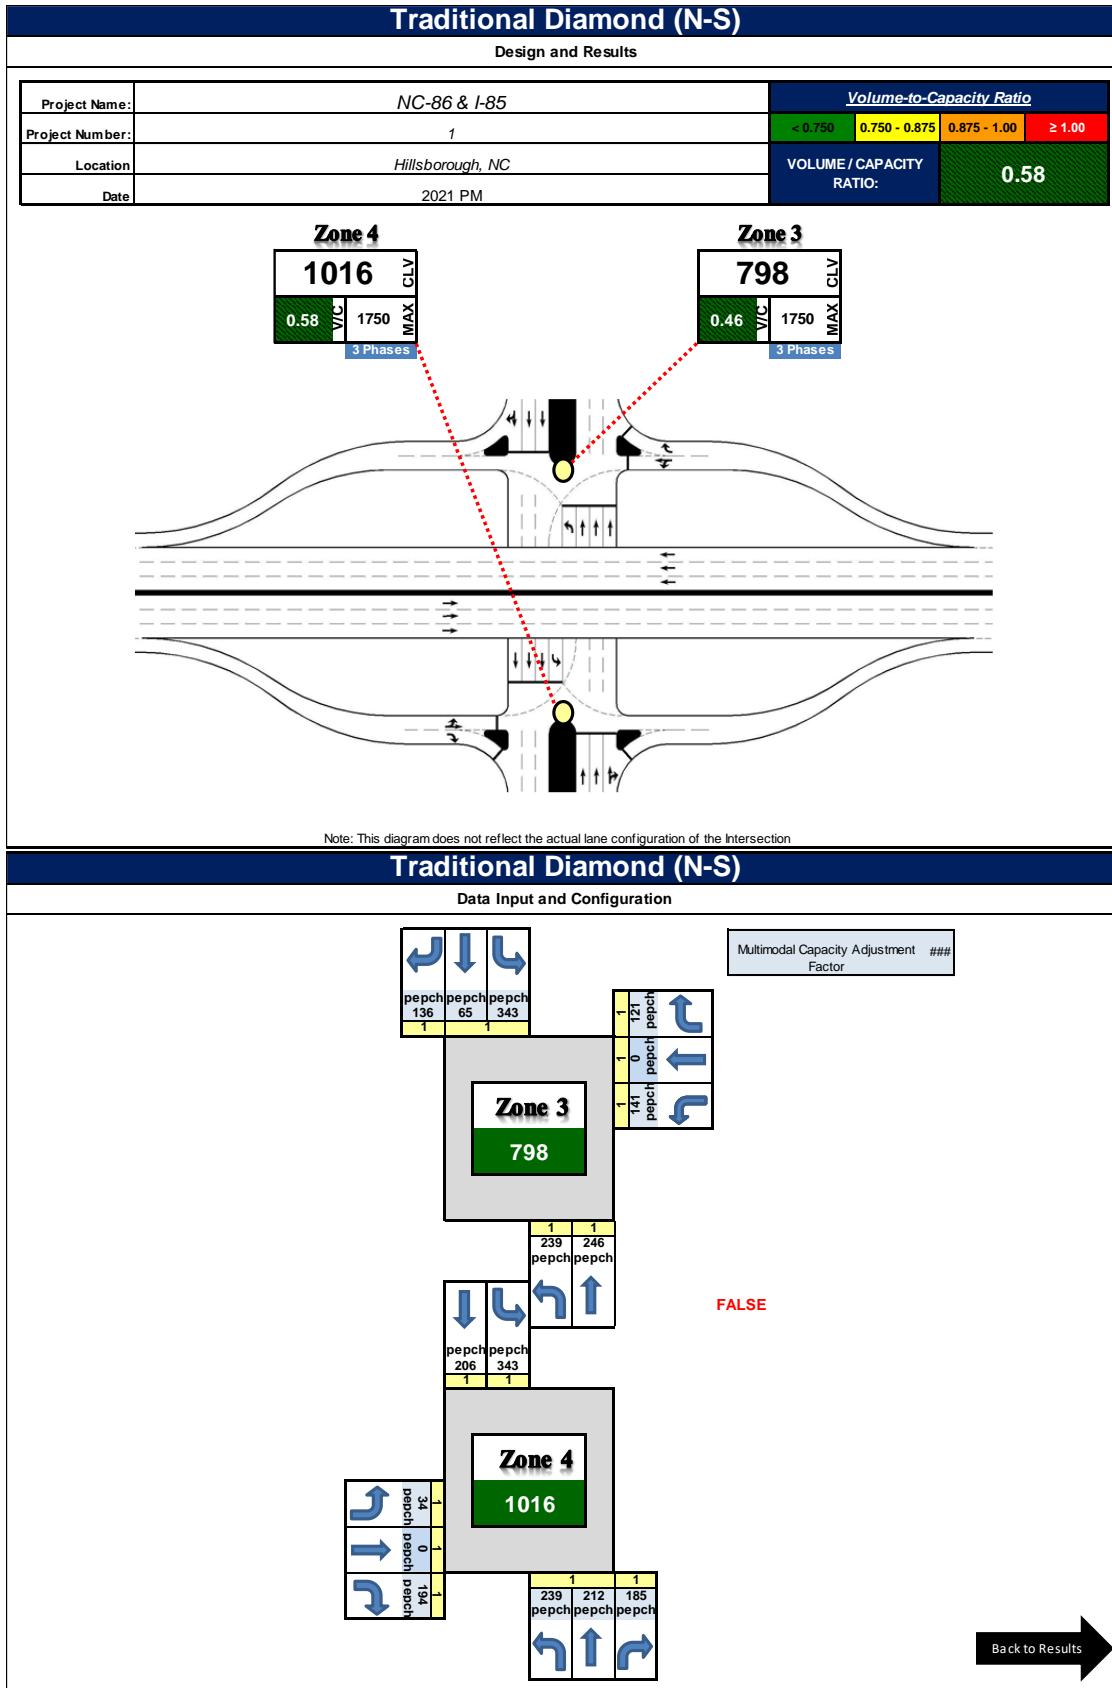 Traditional Diamond (N-S)
Design and Results
Project Name: NC-86 & I-85
Project Number: 1
Location Hillsborough, NC
Date 2021 PM
Volume-to-Capacity Ratio
< 0.750 0.750 - 0.875 0.875 - 1.00 ≥ 1.00
VOLUME / CAPACITY RATIO: 0.58
Zone 4
1016 CLV
0.58 V/C 1750 MAX
3 Phases
Zone 3
798 CLV
0.46 V/C 1750 MAX
3 Phases
Note: This diagram does not reflect the actual lane configuration of the Intersection
Traditional Diamond (N-S)
Data Input and Configuration
Multimodal Capacity Adjustment Factor ###
pepch pepch pepch
136 65 343
1 1
1 121 pepch
1 0 pepch
1 141 pepch
Zone 3
798
1 1
239 246
pepch pepch
FALSE
pepch pepch
206 343
1 1
Zone 4
1016
pepch 34 1
pepch 0 1
pepch 194 1
1 1
239 212 185
pepch pepch pepch
Back to Results